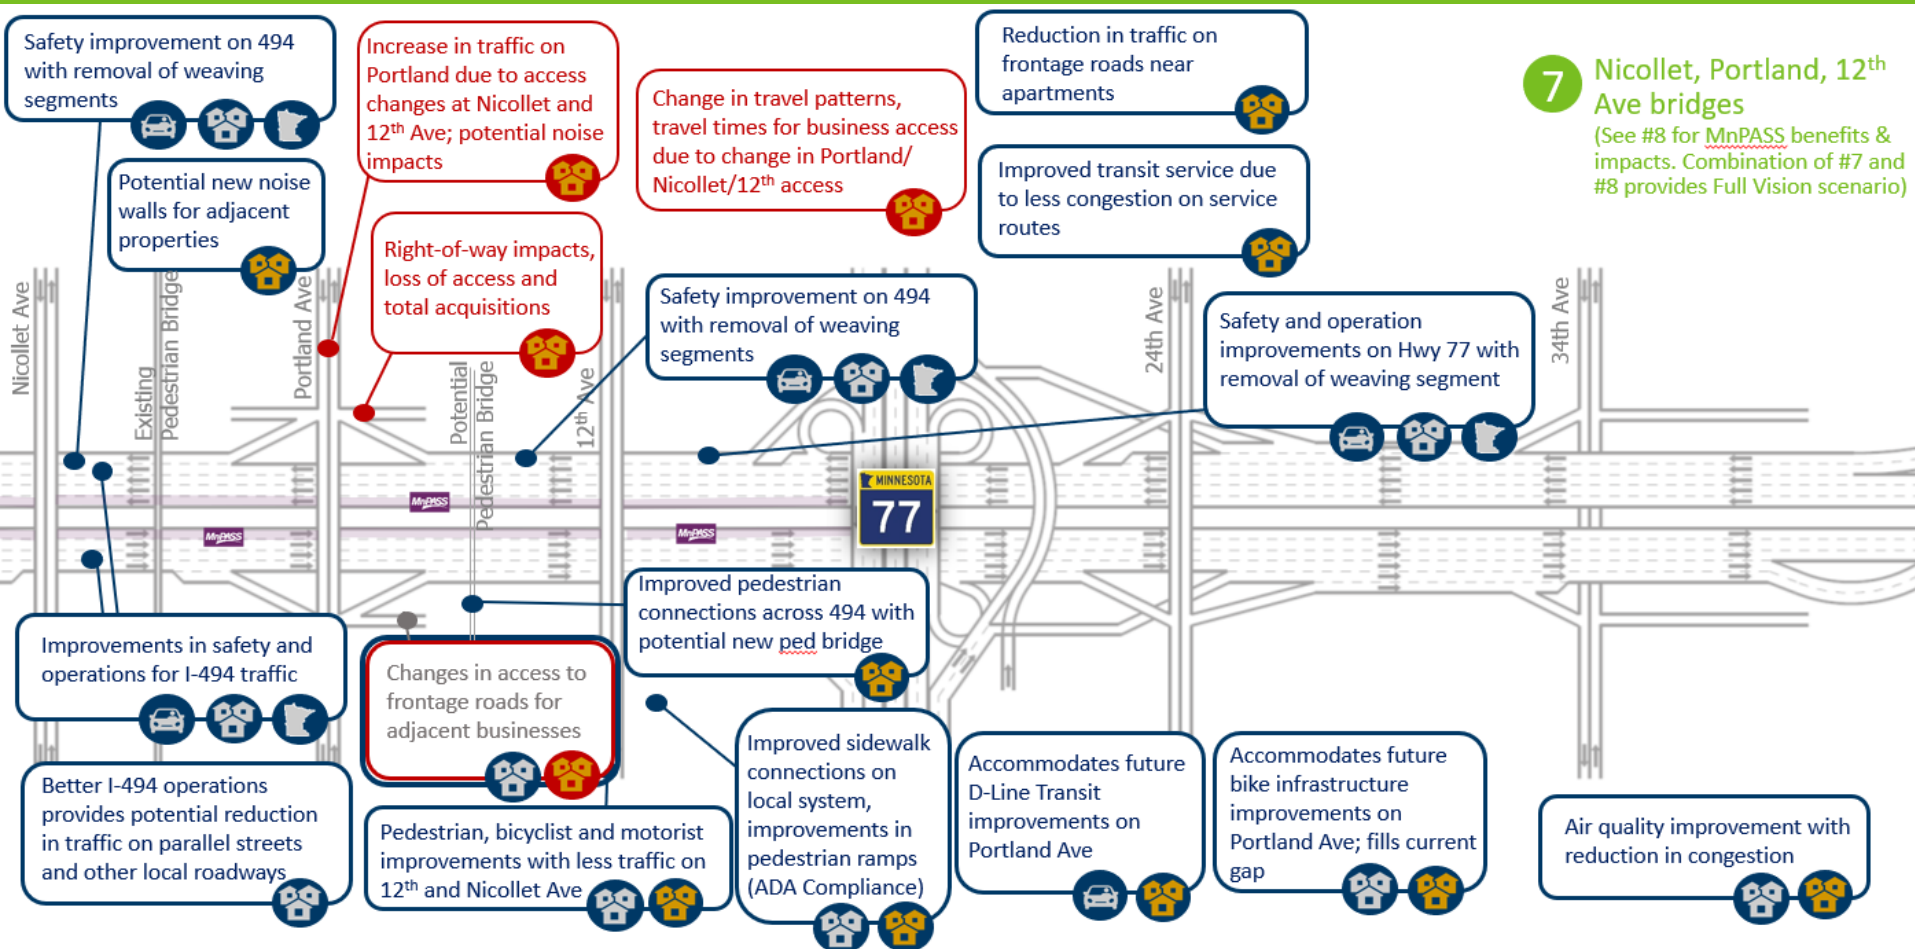 Safety improvement on 494
with removal of weaving
segments
Potential new noise
walls for adjacent
properties
Increase in traffic on
Portland due to access
changes at Nicollet and
12th Ave; potential noise
impacts
Right-of-way impacts,
loss of access and
total acquisitions
Change in travel patterns,
travel times for business access
due to change in Portland/
Nicollet/12th access
Reduction in traffic on
frontage roads near
apartments
Improved transit service due
to less congestion on service
routes
7
Nicollet, Portland, 12th
Ave bridges
(See #8 for MnPASS benefits &
impacts. Combination of #7 and
#8 provides Full Vision scenario)
Safety improvement on 494
with removal of weaving
segments
Safety and operation
improvements on Hwy 77 with
removal of weaving segment
Nicollet Ave
Existing
Pedestrian Bridge
Portland Ave
Potential
Pedestrian Bridge
12th Ave
24th Ave
34th Ave
MnPASS
MnPASS
MnPASS
MINNESOTA
77
Improved pedestrian
connections across 494 with
potential new ped bridge
Improvements in safety and
operations for I-494 traffic
Changes in access to
frontage roads for
adjacent businesses
Better I-494 operations
provides potential reduction
in traffic on parallel streets
and other local roadways
Pedestrian, bicyclist and motorist
improvements with less traffic on
12th and Nicollet Ave
Improved sidewalk
connections on
local system,
improvements in
pedestrian ramps
(ADA Compliance)
Accommodates future
D-Line Transit
improvements on
Portland Ave
Accommodates future
bike infrastructure
improvements on
Portland Ave; fills current
gap
Air quality improvement with
reduction in congestion